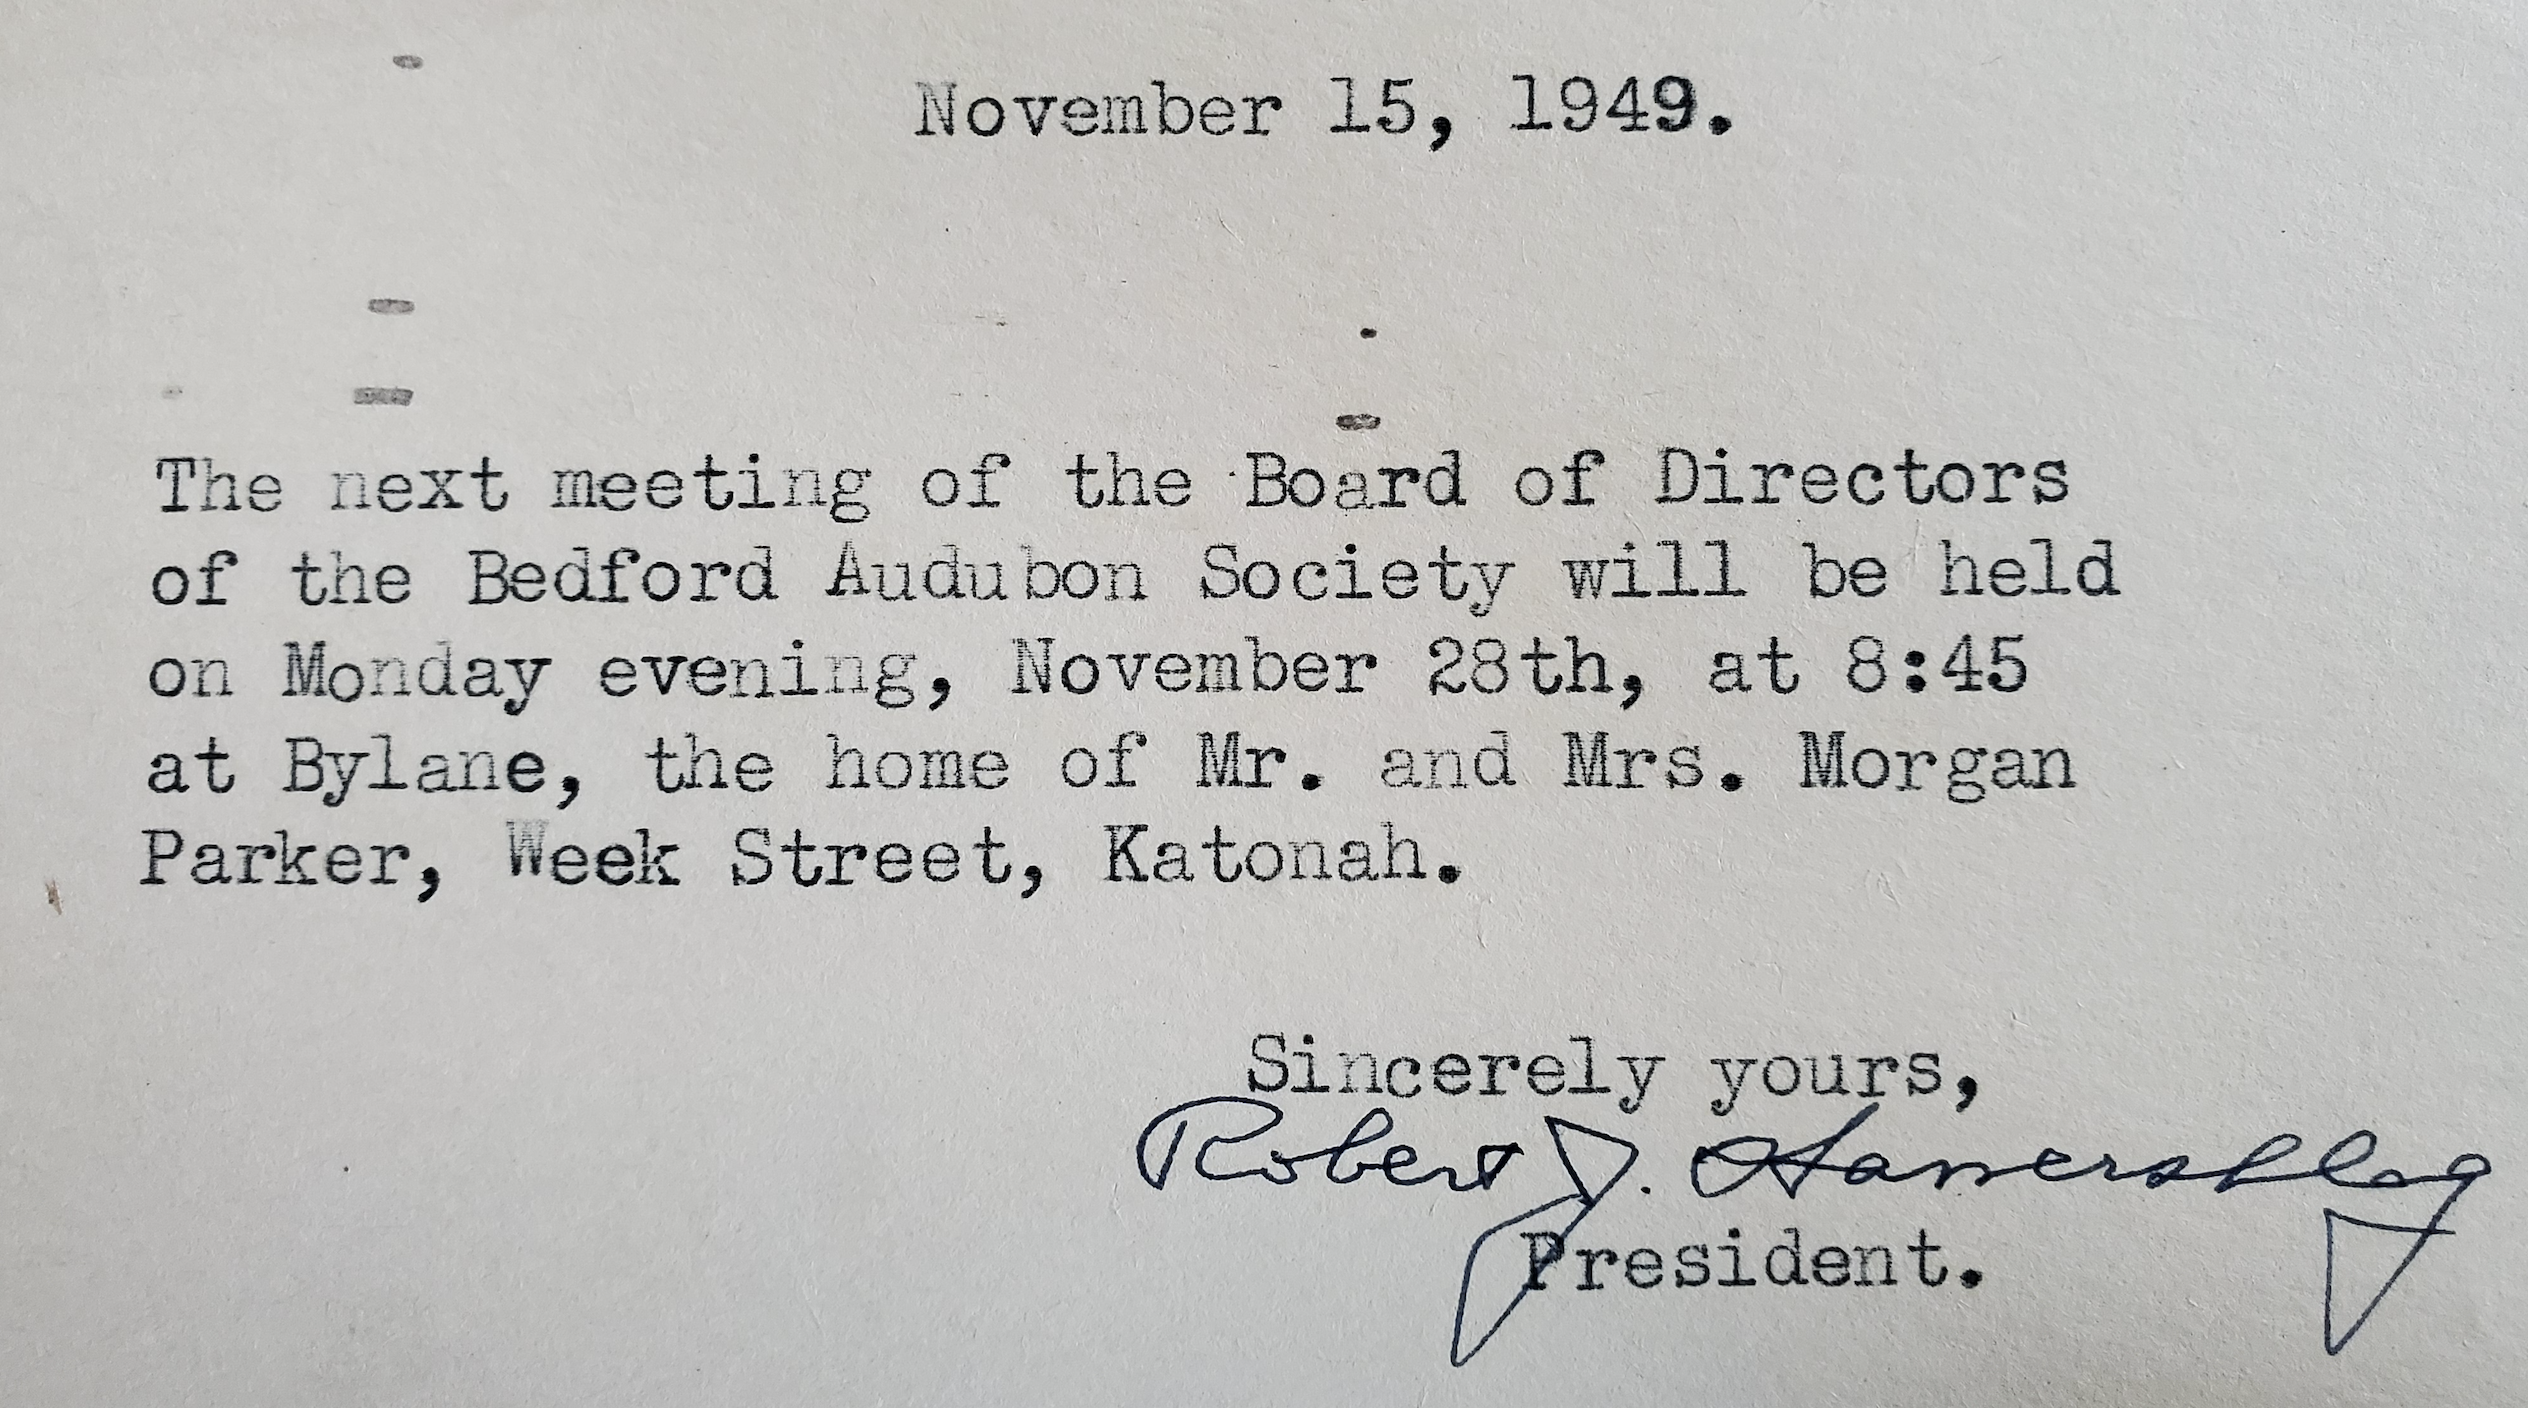 November 15, 1949.
The next meeting of the Board of Directors
of the Bedford Audubon Society will be held
on Monday evening, November 28th, at 8:45
at Bylane, the home of Mr. and Mrs. Morgan
Parker, Week Street, Katonah.
Sincerely yours,
Robert J. Hamershlag
President.